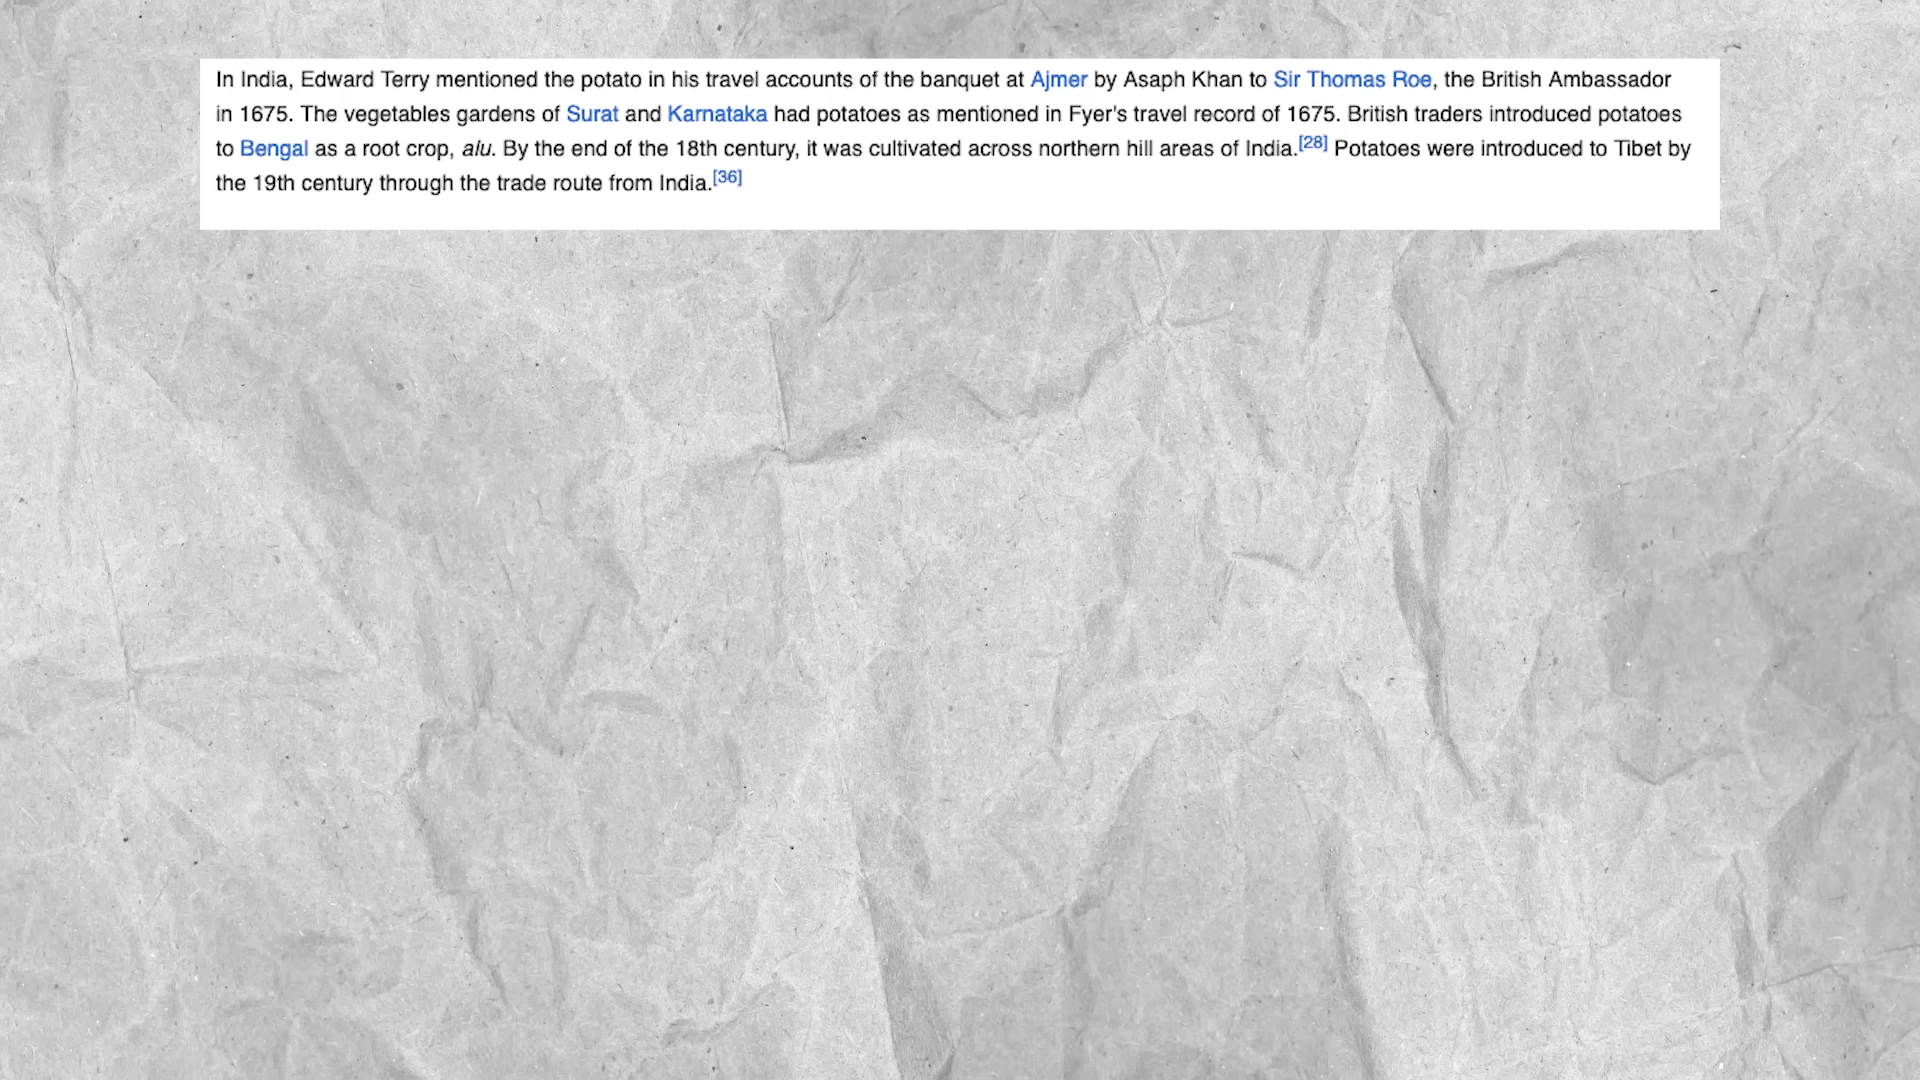 In India, Edward Terry mentioned the potato in his travel accounts of the banquet at Ajmer by Asaph Khan to Sir Thomas Roe, the British Ambassador
in 1675. The vegetables gardens of Surat and Karnataka had potatoes as mentioned in Fyer's travel record of 1675. British traders introduced potatoes
to Bengal as a root crop, alu. By the end of the 18th century, it was cultivated across northern hill areas of India.[28] Potatoes were introduced to Tibet by
the 19th century through the trade route from India.[36]